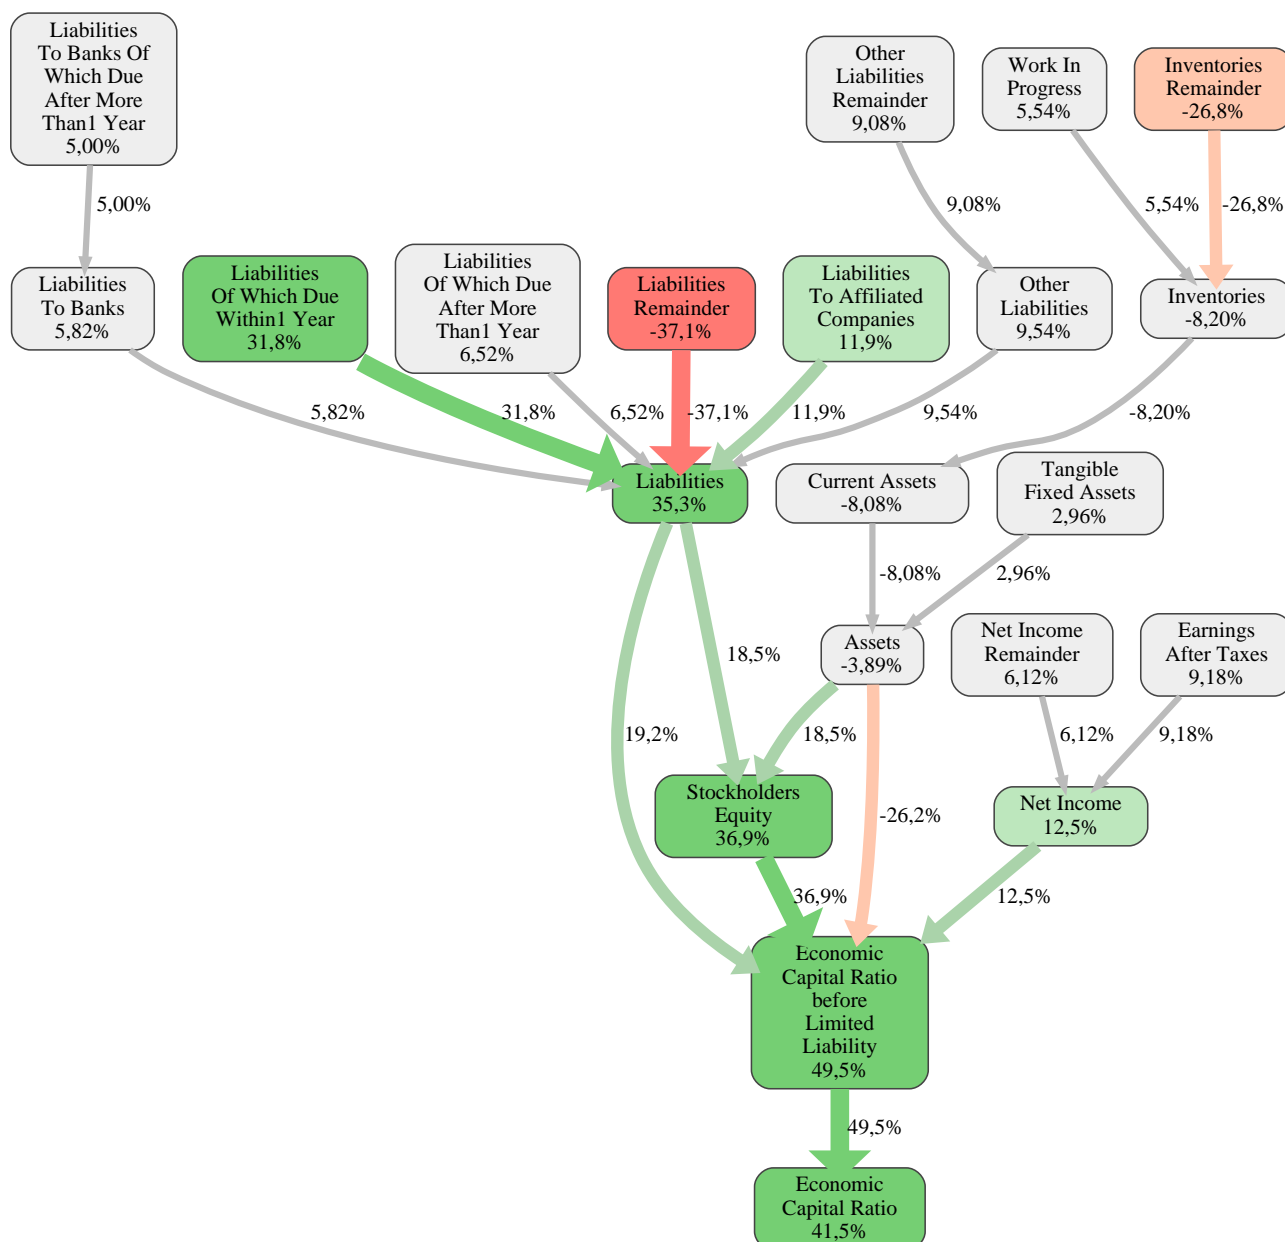 Liabilities
To Banks Of
Which Due
After More
Than1 Year
5,00%
Other
Liabilities
Remainder
9,08%
Work In
Progress
5,54%
Inventories
Remainder
-26,8%
5,00%
9,08%
5,54%
-26,8%
Liabilities
To Banks
5,82%
Liabilities
Of Which Due
Within1 Year
31,8%
Liabilities
Of Which Due
After More
Than1 Year
6,52%
Liabilities
Remainder
-37,1%
Liabilities
To Affiliated
Companies
11,9%
Other
Liabilities
9,54%
Inventories
-8,20%
5,82%
31,8%
6,52%
-37,1%
11,9%
9,54%
-8,20%
Liabilities
35,3%
Current Assets
-8,08%
Tangible
Fixed Assets
2,96%
-8,08%
2,96%
18,5%
Assets
-3,89%
Net Income
Remainder
6,12%
Earnings
After Taxes
9,18%
19,2%
18,5%
6,12%
9,18%
Stockholders
Equity
36,9%
-26,2%
Net Income
12,5%
36,9%
12,5%
Economic
Capital Ratio
before
Limited
Liability
49,5%
49,5%
Economic
Capital Ratio
41,5%